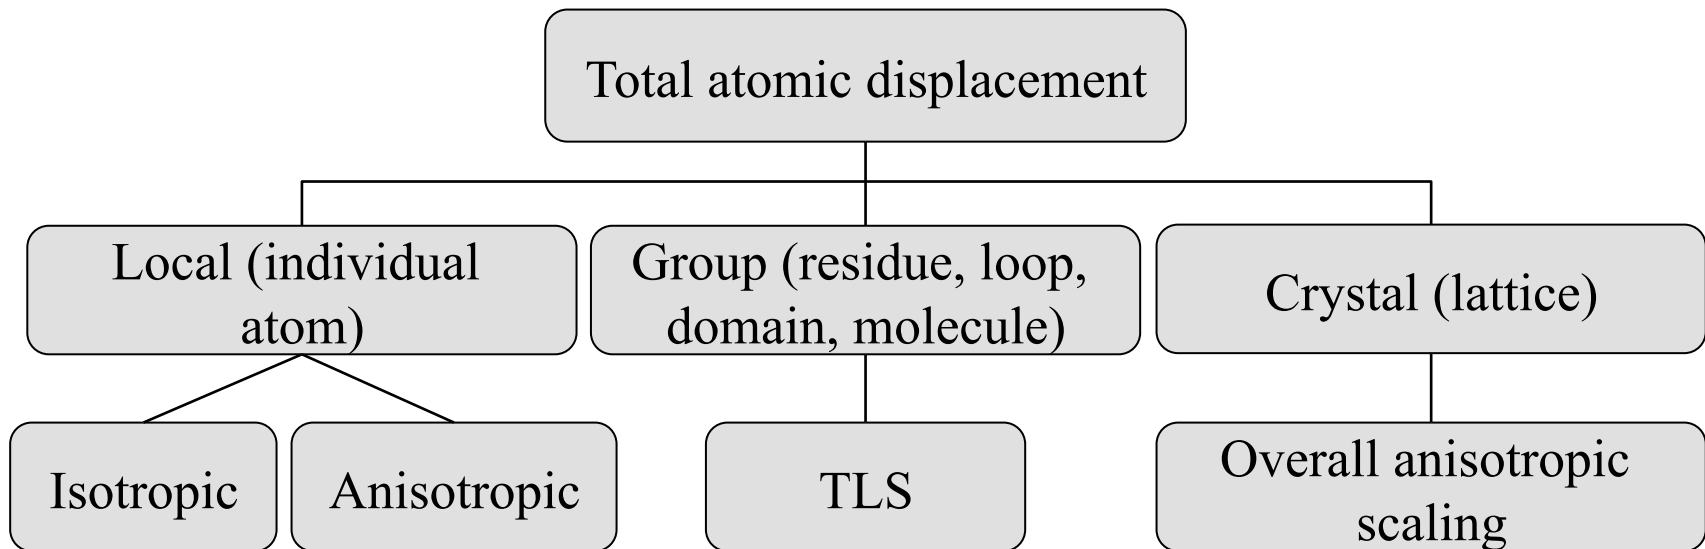 Total atomic displacement
Local (individual
atom)
Group (residue, loop,
domain, molecule)
Crystal (lattice)
Isotropic
Anisotropic
TLS
Overall anisotropic
scaling